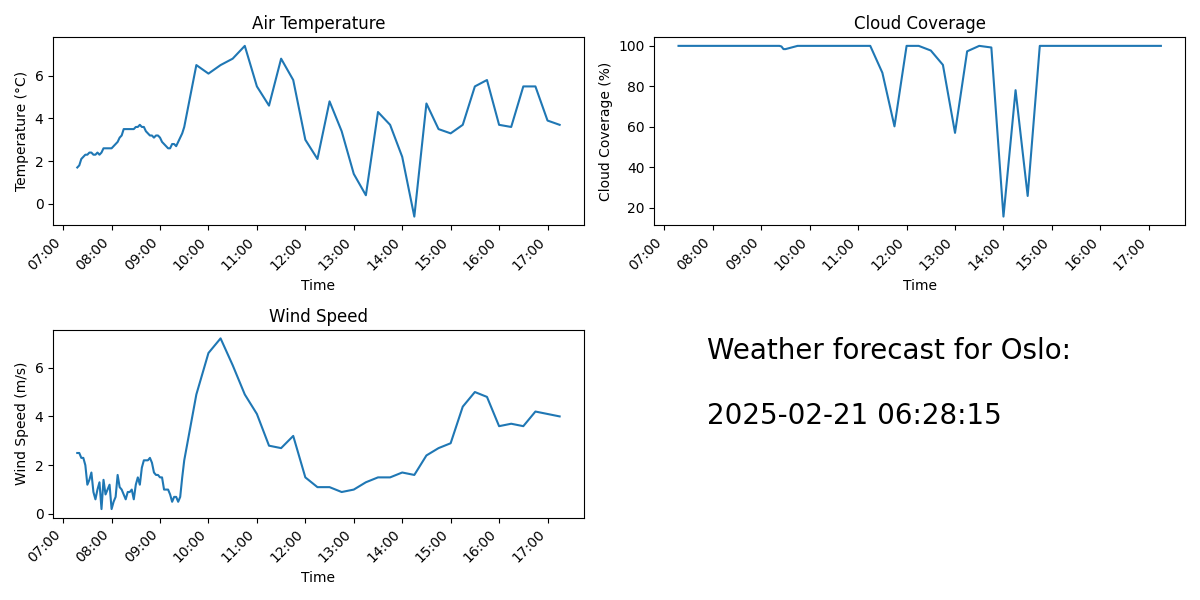 Air Temperature
Temperature (°C)
6
4
2
0
07:00 08:00 09:00 10:00 11:00 12:00 13:00 14:00 15:00 16:00 17:00
Time
Cloud Coverage
Cloud Coverage (%)
100
80
60
40
20
07:00 08:00 09:00 10:00 11:00 12:00 13:00 14:00 15:00 16:00 17:00
Time
Wind Speed
Wind Speed (m/s)
6
4
2
0
07:00 08:00 09:00 10:00 11:00 12:00 13:00 14:00 15:00 16:00 17:00
Time
Weather forecast for Oslo:
2025-02-21 06:28:15